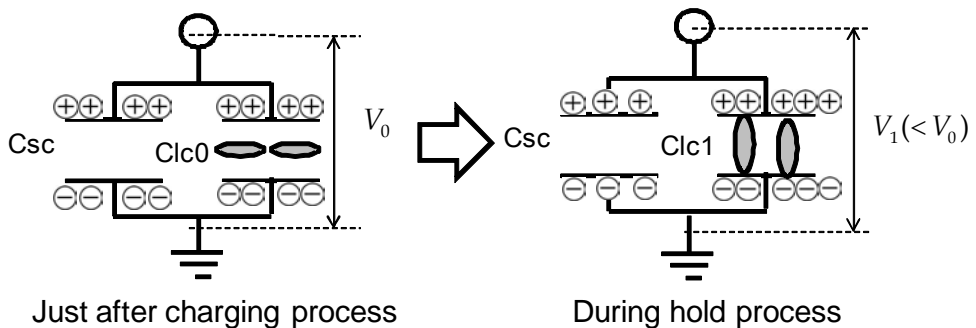 Csc
Clc0
V₀
Csc
Clc1
V₁(< V₀)
Just after charging process
During hold process